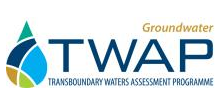 Groundwater
TWAP
TRANSBOUNDARY WATERS ASSESSMENT PROGRAMME